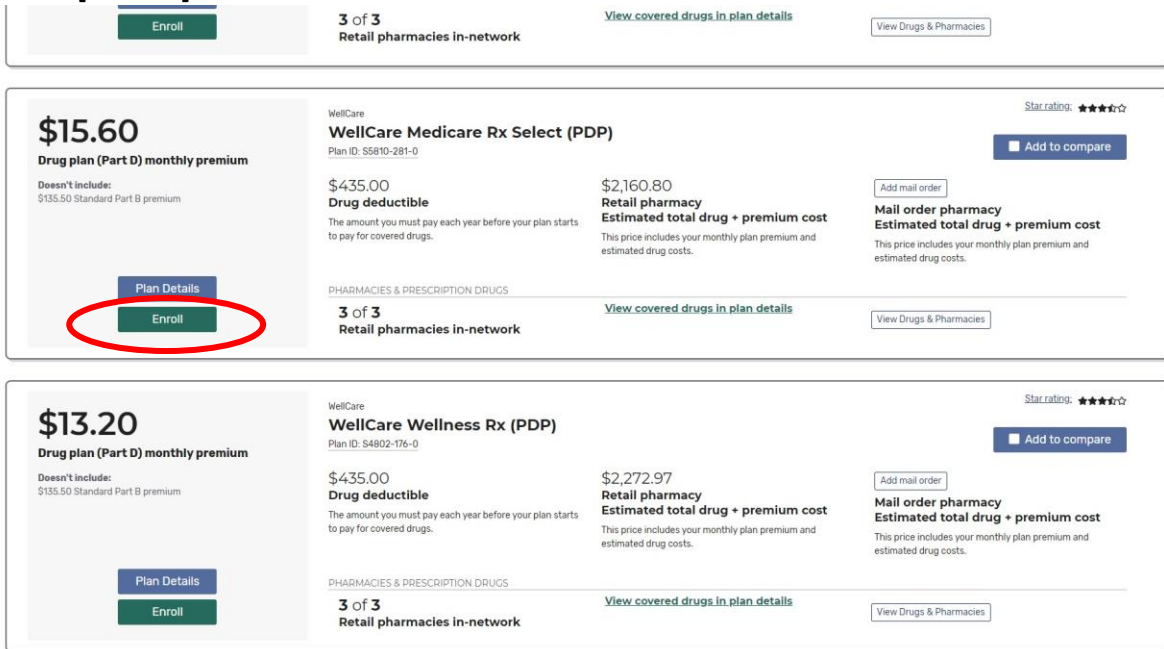 Enroll
3 of 3
Retail pharmacies in-network
View covered drugs in plan details
View Drugs & Pharmacies
$15.60
Drug plan (Part D) monthly premium
Doesn't include:
$135.50 Standard Part B premium
Plan Details
Enroll
WellCare
WellCare Medicare Rx Select (PDP)
Plan ID: S5810-281-0
Star rating:
Add to compare
$435.00
Drug deductible
The amount you must pay each year before your plan starts
to pay for covered drugs.
$2,160.80
Retail pharmacy
Estimated total drug + premium cost
This price includes your monthly plan premium and
estimated drug costs.
Add mail order
Mail order pharmacy
Estimated total drug + premium cost
This price includes your monthly plan premium and
estimated drug costs.
PHARMACIES & PRESCRIPTION DRUGS
3 of 3
Retail pharmacies in-network
View covered drugs in plan details
View Drugs & Pharmacies
$13.20
Drug plan (Part D) monthly premium
Doesn't include:
$135.50 Standard Part B premium
Plan Details
Enroll
WellCare
WellCare Wellness Rx (PDP)
Plan ID: S4802-176-0
Star rating:
Add to compare
$435.00
Drug deductible
The amount you must pay each year before your plan starts
to pay for covered drugs.
$2,272.97
Retail pharmacy
Estimated total drug + premium cost
This price includes your monthly plan premium and
estimated drug costs.
Add mail order
Mail order pharmacy
Estimated total drug + premium cost
This price includes your monthly plan premium and
estimated drug costs.
PHARMACIES & PRESCRIPTION DRUGS
3 of 3
Retail pharmacies in-network
View covered drugs in plan details
View Drugs & Pharmacies